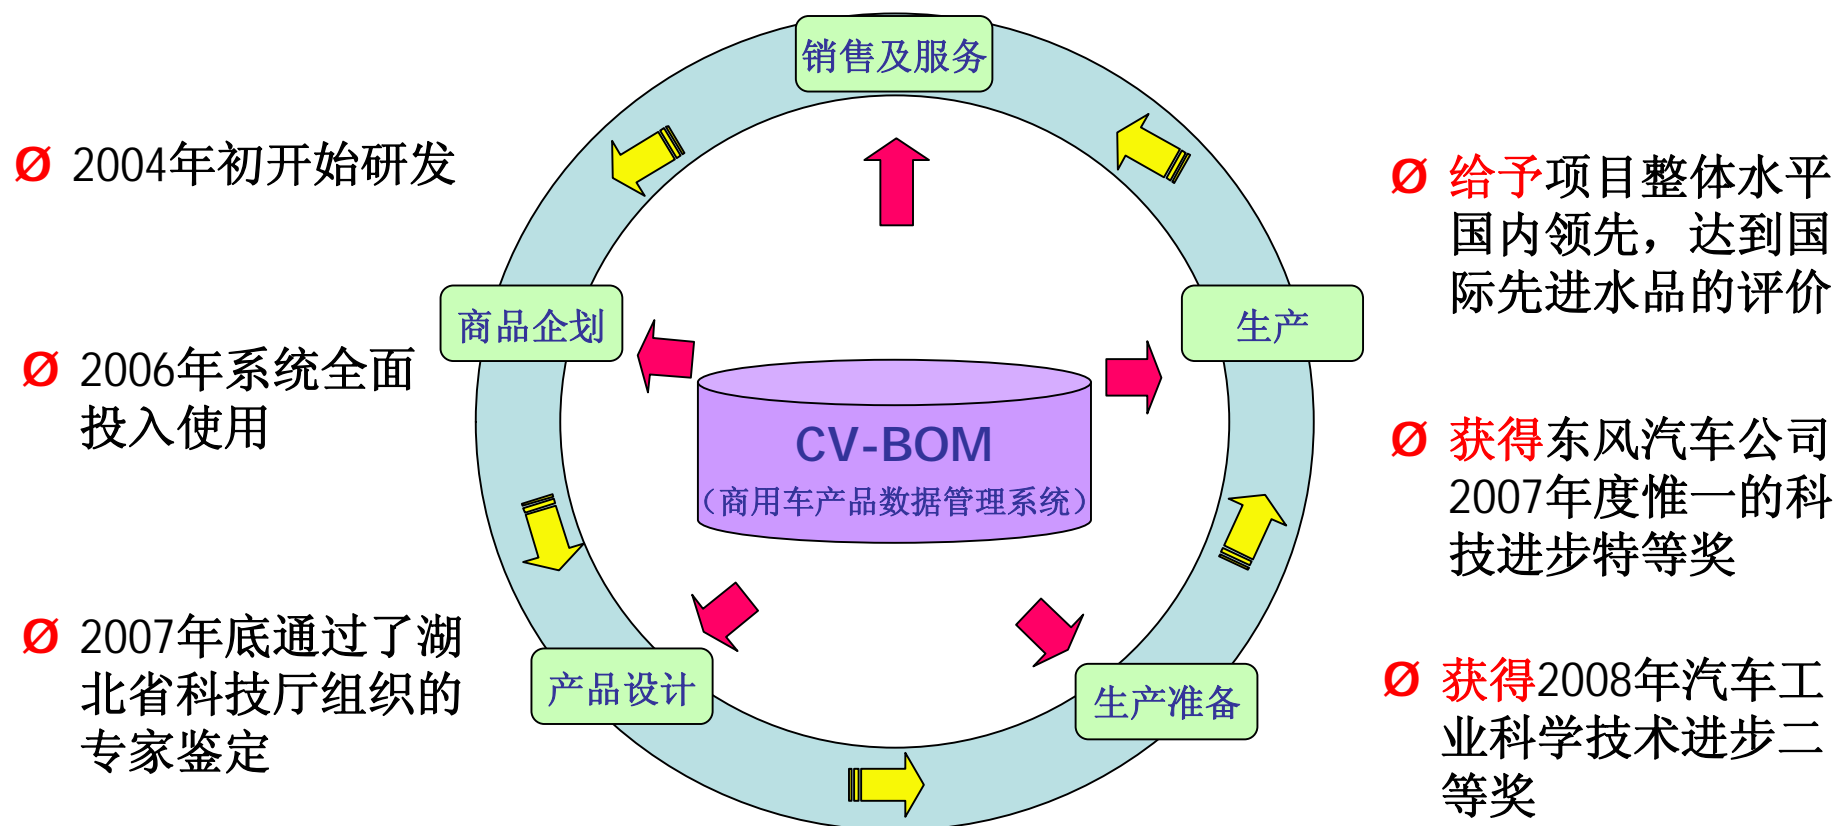 销售及服务
Ø 2004年初开始研发
Ø 2006年系统全面
投入使用
Ø 2007年底通过了湖
北省科技厅组织的
专家鉴定
商品企划
生产
CV-BOM
（商用车产品数据管理系统）
产品设计
生产准备
Ø 给予项目整体水平
国内领先，达到国
际先进水品的评价
Ø 获得东风汽车公司
2007年度惟一的科
技进步特等奖
Ø 获得2008年汽车工
业科学技术进步二
等奖